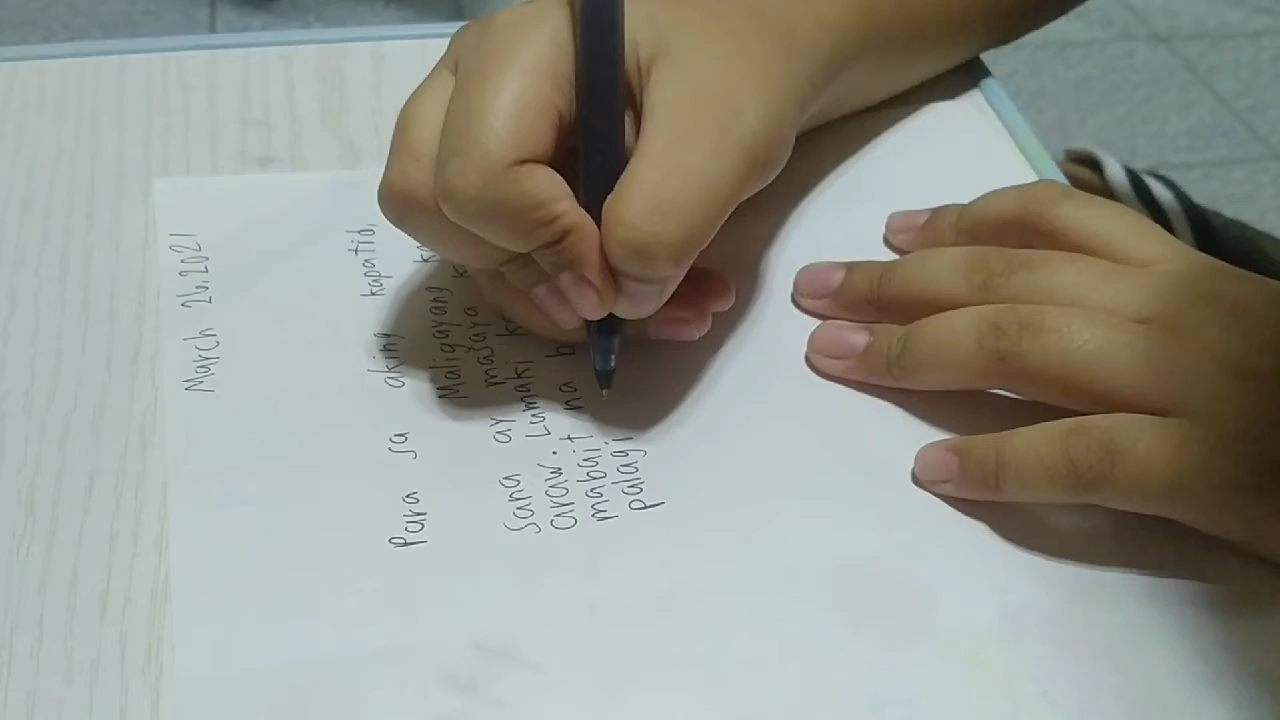 March 26, 2021
Para sa aking kapatid,
Maligayang
Sana ay masaya
araw. Lumaki
mabait na
palagi